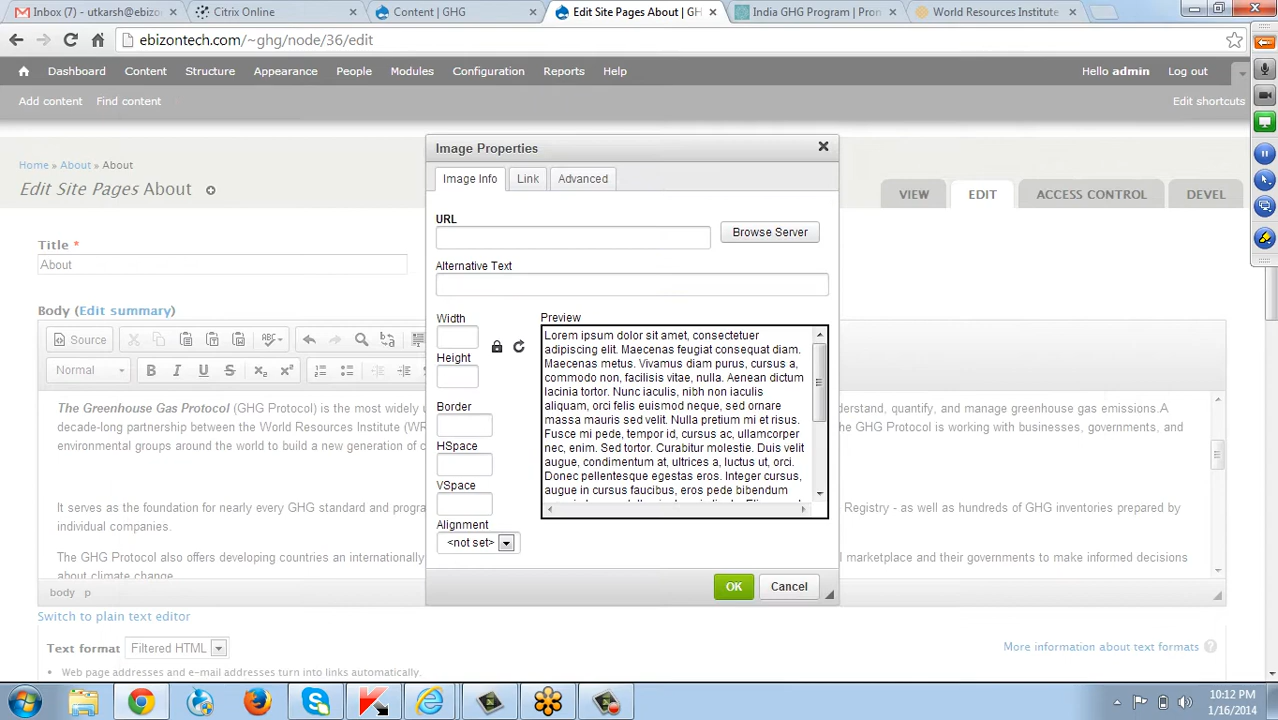 Inbox (7) - utkarsh@ebizo
Citrix Online
Content | GHG
Edit Site Pages About | GH
India GHG Program | Pron
World Resources Institute
ebizontech.com/~ghg/node/36/edit
Dashboard Content Structure Appearance People Modules Configuration Reports Help
Hello admin Log out
Add content Find content
Edit shortcuts
Home » About » About
Edit Site Pages About
VIEW EDIT ACCESS CONTROL DEVEL
Title *
About
Body (Edit summary)
Source
Normal
B I U S
The Greenhouse Gas Protocol (GHG Protocol) is the most widely u
derstand, quantify, and manage greenhouse gas emissions.A
decade-long partnership between the World Resources Institute (WR
he GHG Protocol is working with businesses, governments, and
environmental groups around the world to build a new generation of c
It serves as the foundation for nearly every GHG standard and progra
Registry - as well as hundreds of GHG inventories prepared by
individual companies.
The GHG Protocol also offers developing countries an internationally
l marketplace and their governments to make informed decisions
about climate change.
body p
Switch to plain text editor
Text format Filtered HTML
More information about text formats
Web page addresses and e-mail addresses turn into links automatically.
Image Properties
Image Info Link Advanced
URL
Browse Server
Alternative Text
Width
Height
Border
HSpace
VSpace
Alignment
<not set>
Preview
Lorem ipsum dolor sit amet, consectetuer
adipiscing elit. Maecenas feugiat consequat diam.
Maecenas metus. Vivamus diam purus, cursus a,
commodo non, facilisis vitae, nulla. Aenean dictum
lacinia tortor. Nunc iaculis, nibh non iaculis
aliquam, orci felis euismod neque, sed ornare
massa mauris sed velit. Nulla pretium mi et risus.
Fusce mi pede, tempor id, cursus ac, ullamcorper
nec, enim. Sed tortor. Curabitur molestie. Duis velit
augue, condimentum at, ultrices a, luctus ut, orci.
Donec pellentesque egestas eros. Integer cursus,
augue in cursus faucibus, eros pede bibendum
OK Cancel
10:12 PM
1/16/2014